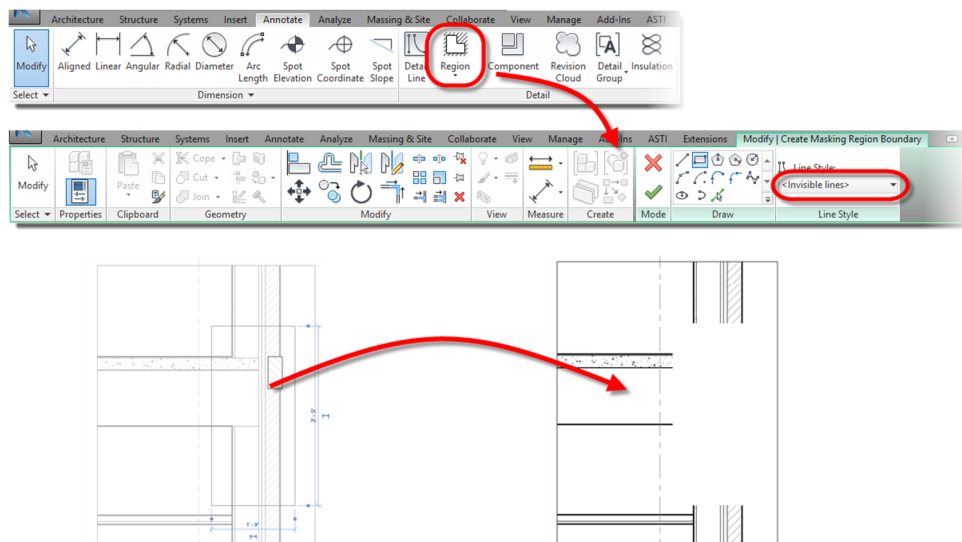 Architecture Structure Systems Insert Annotate Analyze Massing & Site Collaborate View Manage Add-Ins ASTI
Modify Aligned Linear Angular Radial Diameter Arc Length Spot Elevation Spot Coordinate Spot Slope Detail Line Region Component Revision Cloud Detail Group Insulation
Select Dimension Detail
Architecture Structure Systems Insert Annotate Analyze Massing & Site Collaborate View Manage Add-Ins ASTI Extensions Modify | Create Masking Region Boundary
Modify Paste Cope Cut Join Line Style:
<Invisible lines>
Select Properties Clipboard Geometry Modify View Measure Create Mode Draw Line Style
3'- 9"
1'- 9"